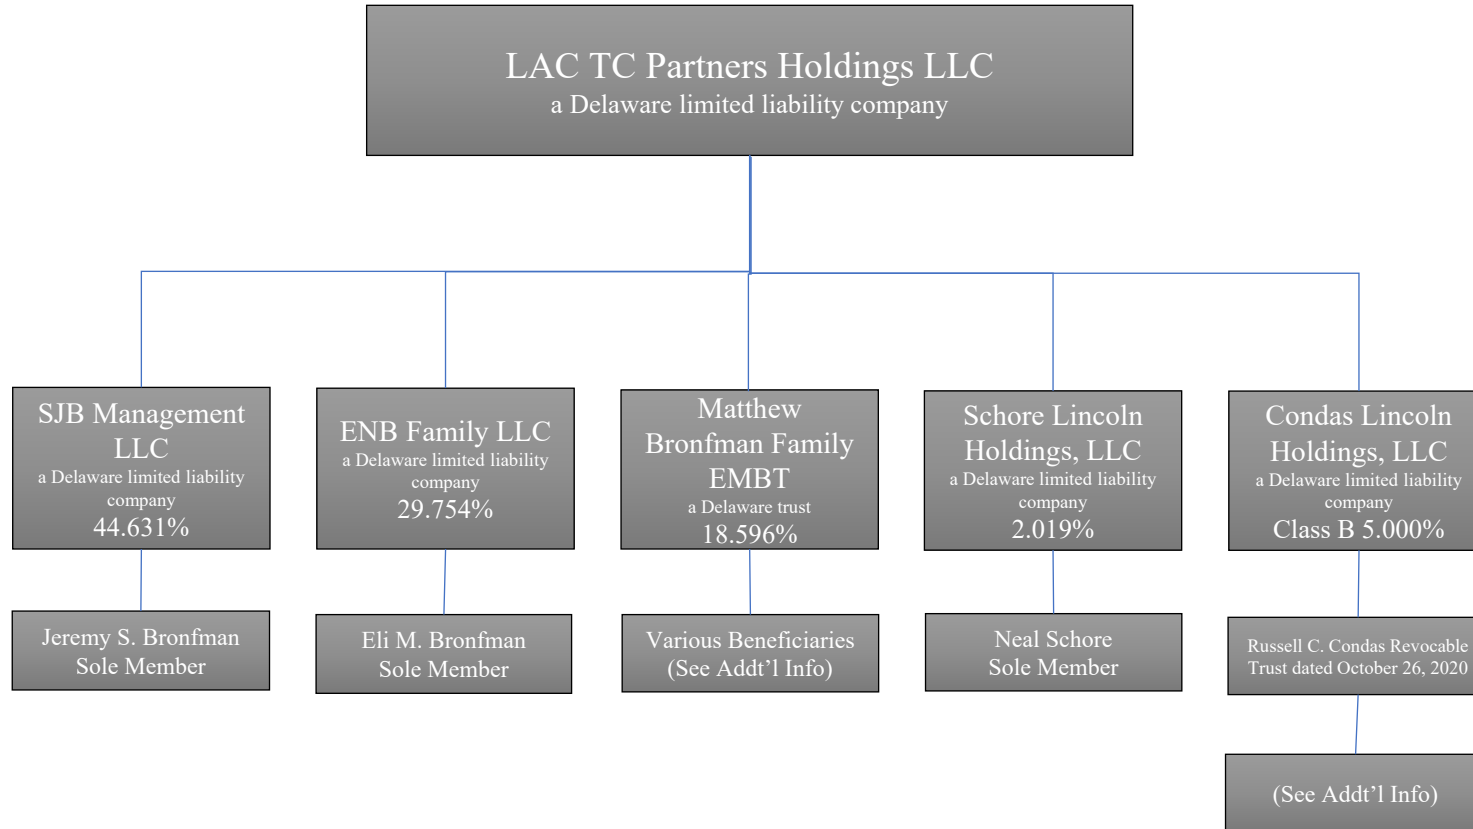 LAC TC Partners Holdings LLC
a Delaware limited liability company
SJB Management
LLC
a Delaware limited liability
company
44.631%
ENB Family LLC
a Delaware limited liability
company
29.754%
Matthew
Bronfman Family
EMBT
a Delaware trust
18.596%
Schore Lincoln
Holdings, LLC
a Delaware limited liability
company
2.019%
Condas Lincoln
Holdings, LLC
a Delaware limited liability
company
Class B 5.000%
Jeremy S. Bronfman
Sole Member
Eli M. Bronfman
Sole Member
Various Beneficiaries
(See Addt’l Info)
Neal Schore
Sole Member
Russell C. Condas Revocable
Trust dated October 26, 2020
(See Addt’l Info)